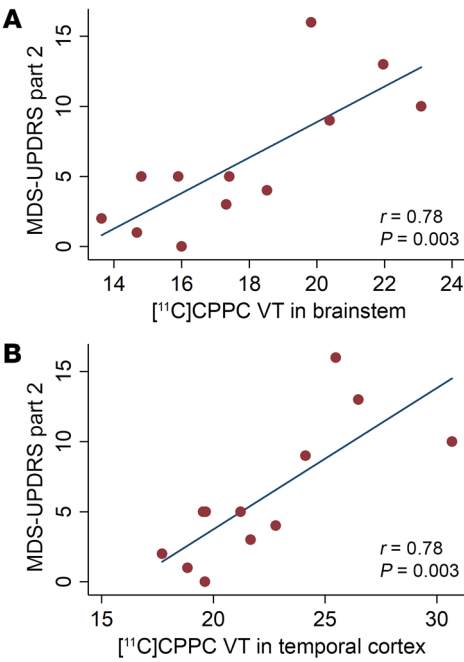 A
MDS-UPDRS part 2
15
10
5
0
r = 0.78
P = 0.003
14 16 18 20 22 24
[¹¹C]CPPC VT in brainstem
B
MDS-UPDRS part 2
15
10
5
0
r = 0.78
P = 0.003
15 20 25 30
[¹¹C]CPPC VT in temporal cortex